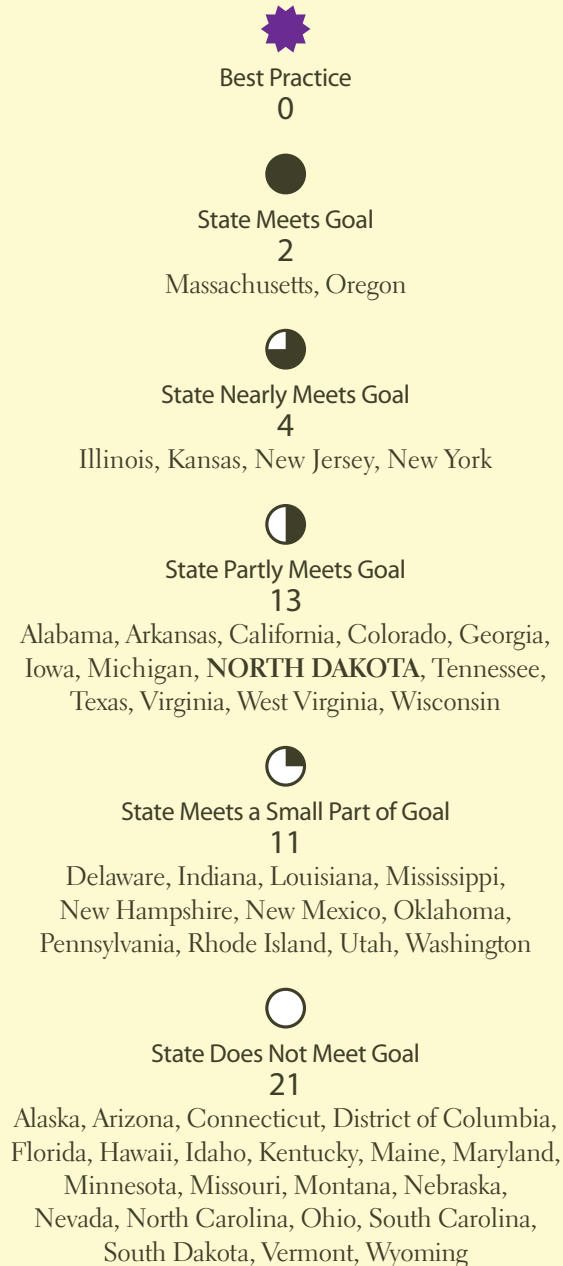 Best Practice
0
State Meets Goal
2
Massachusetts, Oregon
State Nearly Meets Goal
4
Illinois, Kansas, New Jersey, New York
State Partly Meets Goal
13
Alabama, Arkansas, California, Colorado, Georgia,
Iowa, Michigan, NORTH DAKOTA, Tennessee,
Texas, Virginia, West Virginia, Wisconsin
State Meets a Small Part of Goal
11
Delaware, Indiana, Louisiana, Mississippi,
New Hampshire, New Mexico, Oklahoma,
Pennsylvania, Rhode Island, Utah, Washington
State Does Not Meet Goal
21
Alaska, Arizona, Connecticut, District of Columbia,
Florida, Hawaii, Idaho, Kentucky, Maine, Maryland,
Minnesota, Missouri, Montana, Nebraska,
Nevada, North Carolina, Ohio, South Carolina,
South Dakota, Vermont, Wyoming